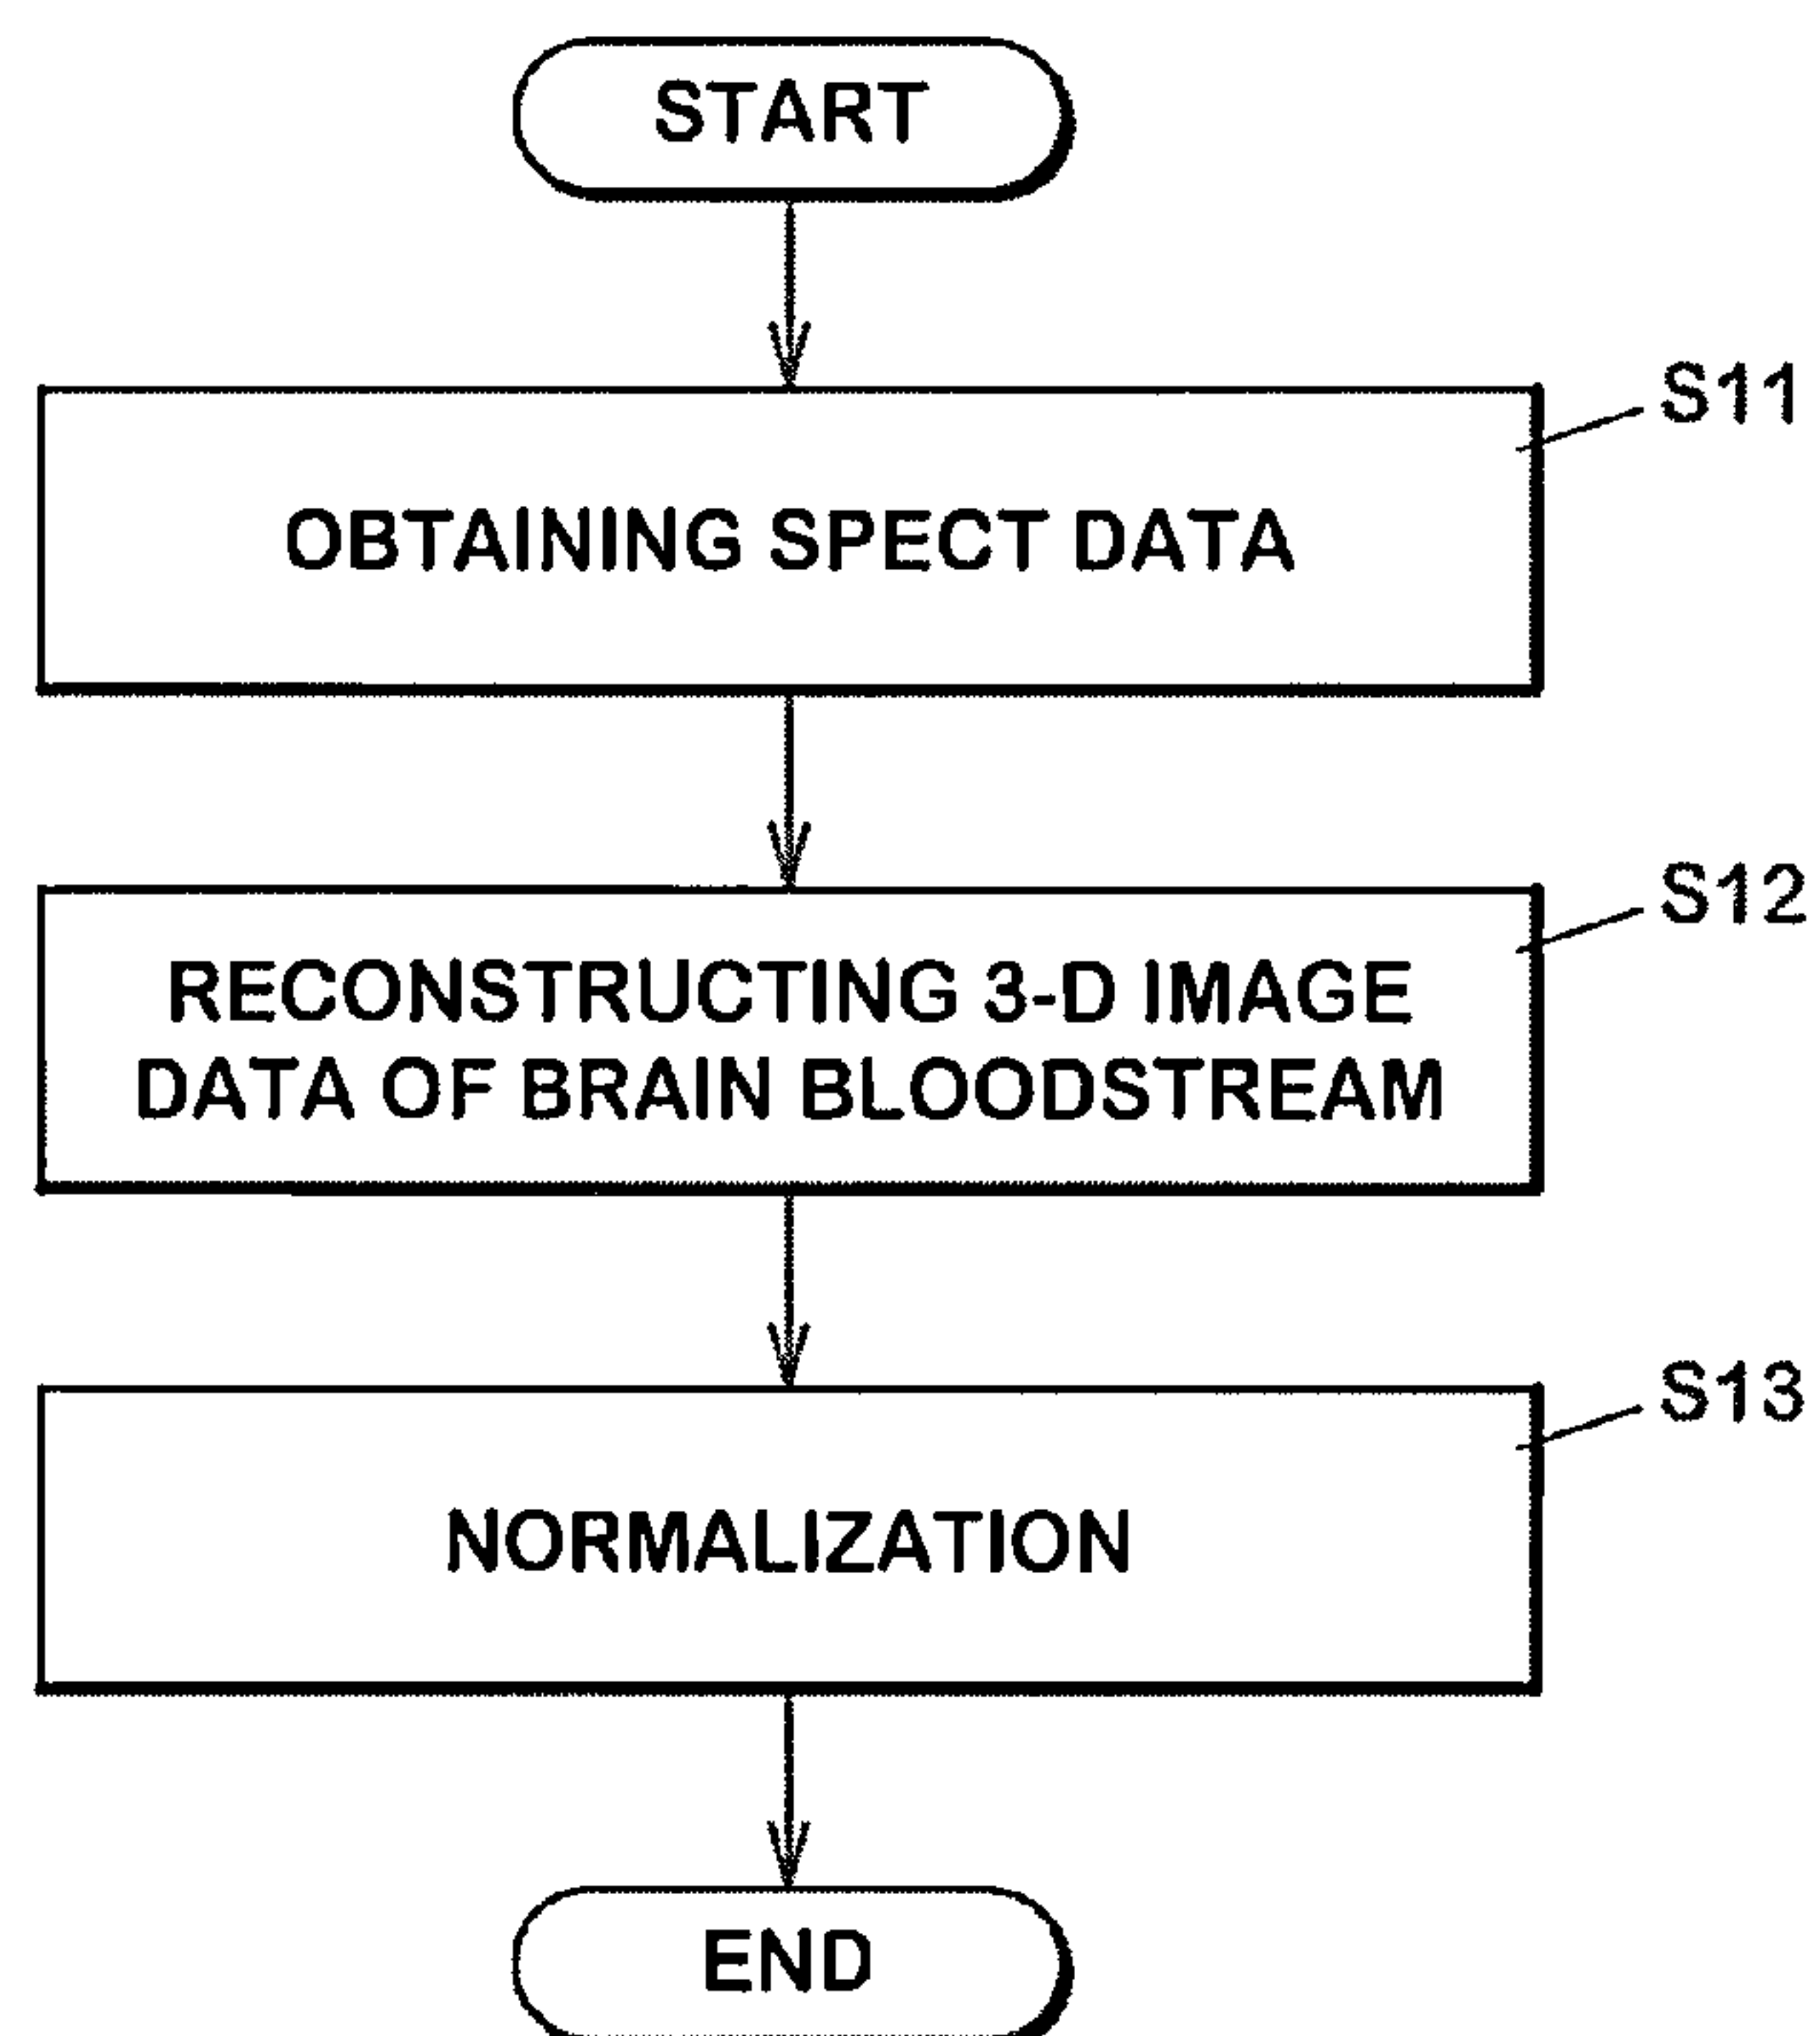 START
S11
OBTAINING SPECT DATA
S12
RECONSTRUCTING 3-D IMAGE
DATA OF BRAIN BLOODSTREAM
S13
NORMALIZATION
END